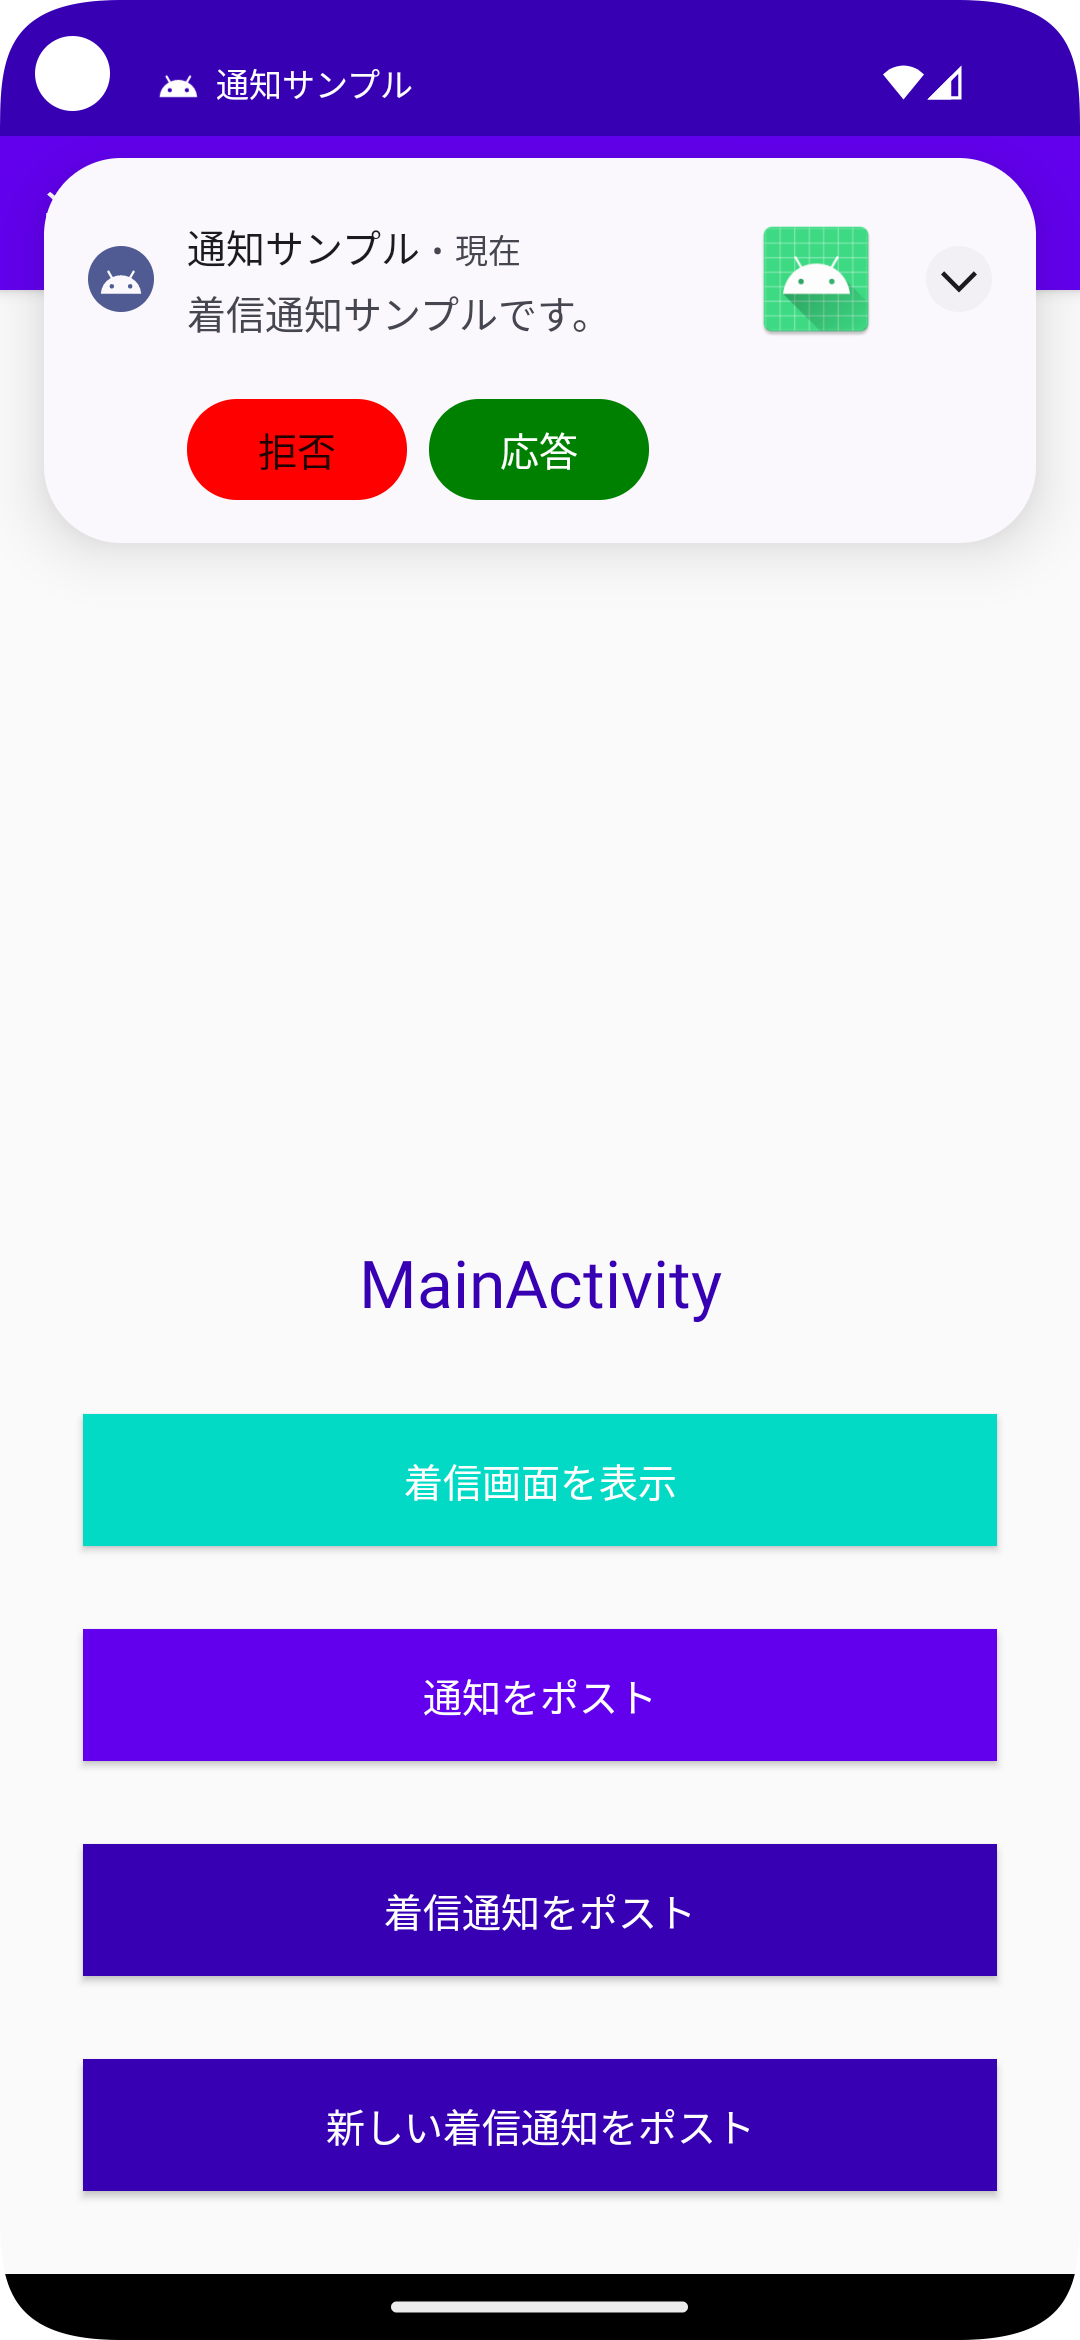 通知サンプル
通知サンプル・現在
着信通知サンプルです。
拒否
応答
MainActivity
着信画面を表示
通知をポスト
着信通知をポスト
新しい着信通知をポスト